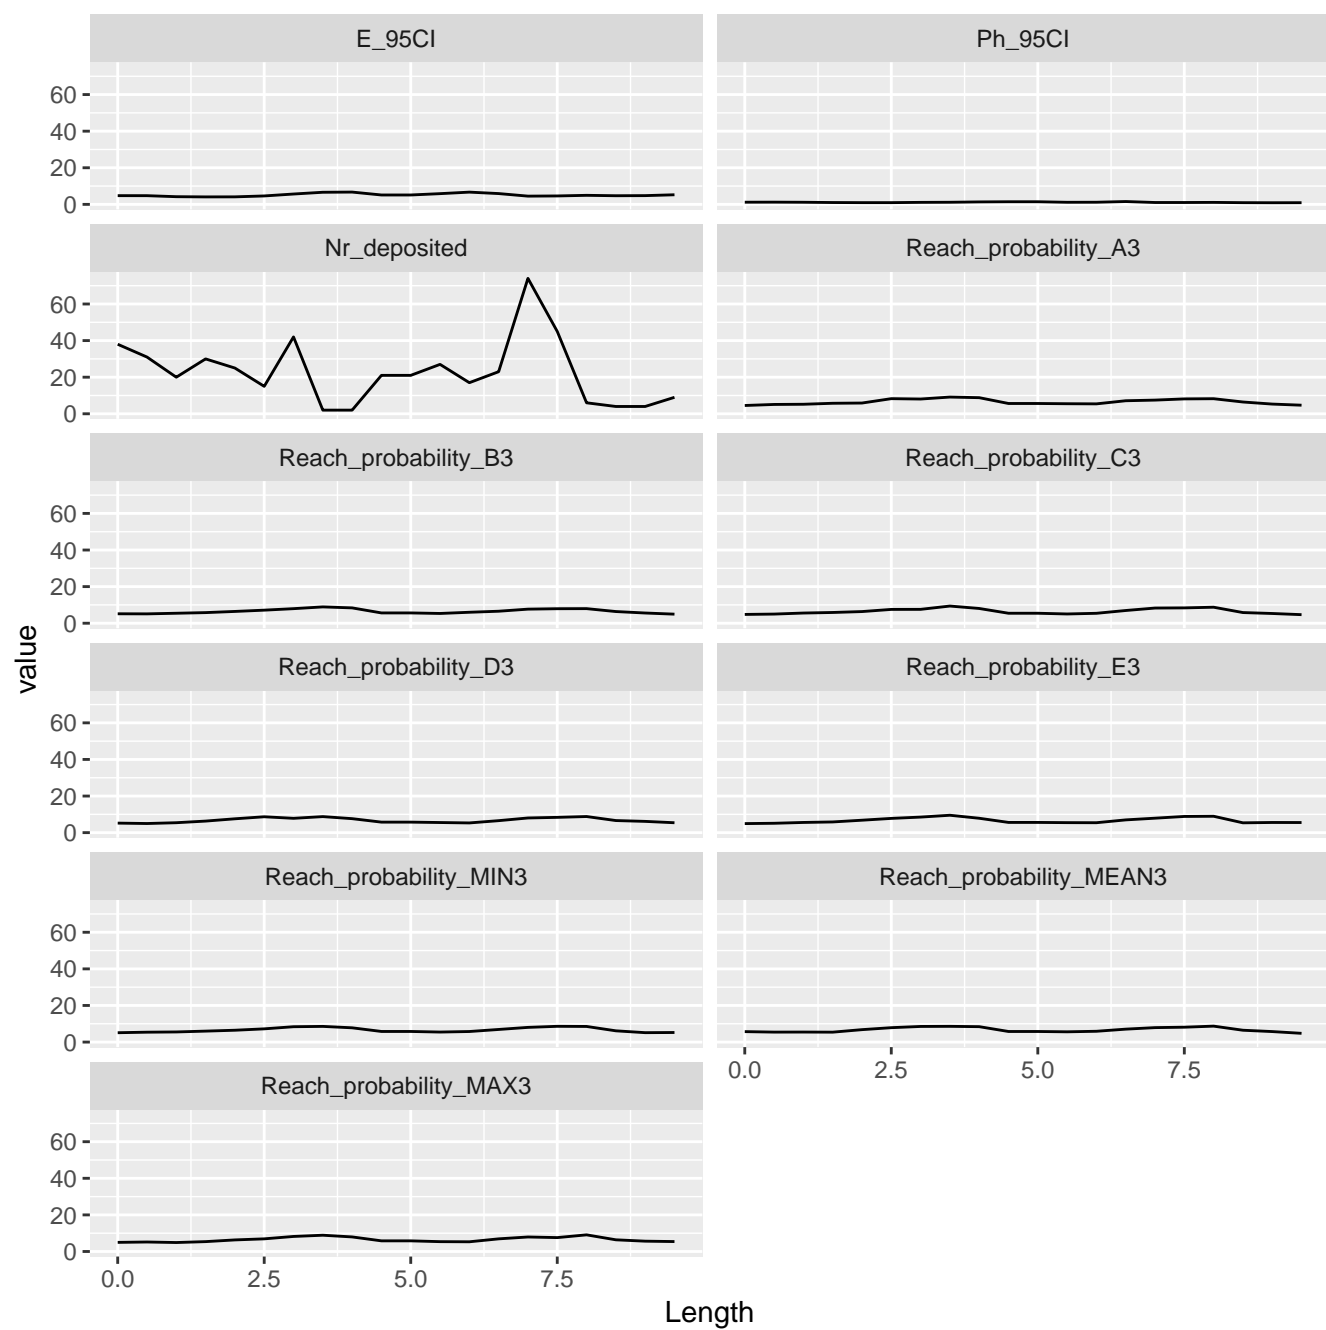 E_95CI
Ph_95CI
60
40
20
0
Nr_deposited
Reach_probability_A3
60
40
20
0
Reach_probability_B3
Reach_probability_C3
60
40
20
0
Reach_probability_D3
Reach_probability_E3
60
40
20
0
Reach_probability_MIN3
Reach_probability_MEAN3
60
40
20
0
0.0 2.5 5.0 7.5
Reach_probability_MAX3
60
40
20
0
0.0 2.5 5.0 7.5
value
Length